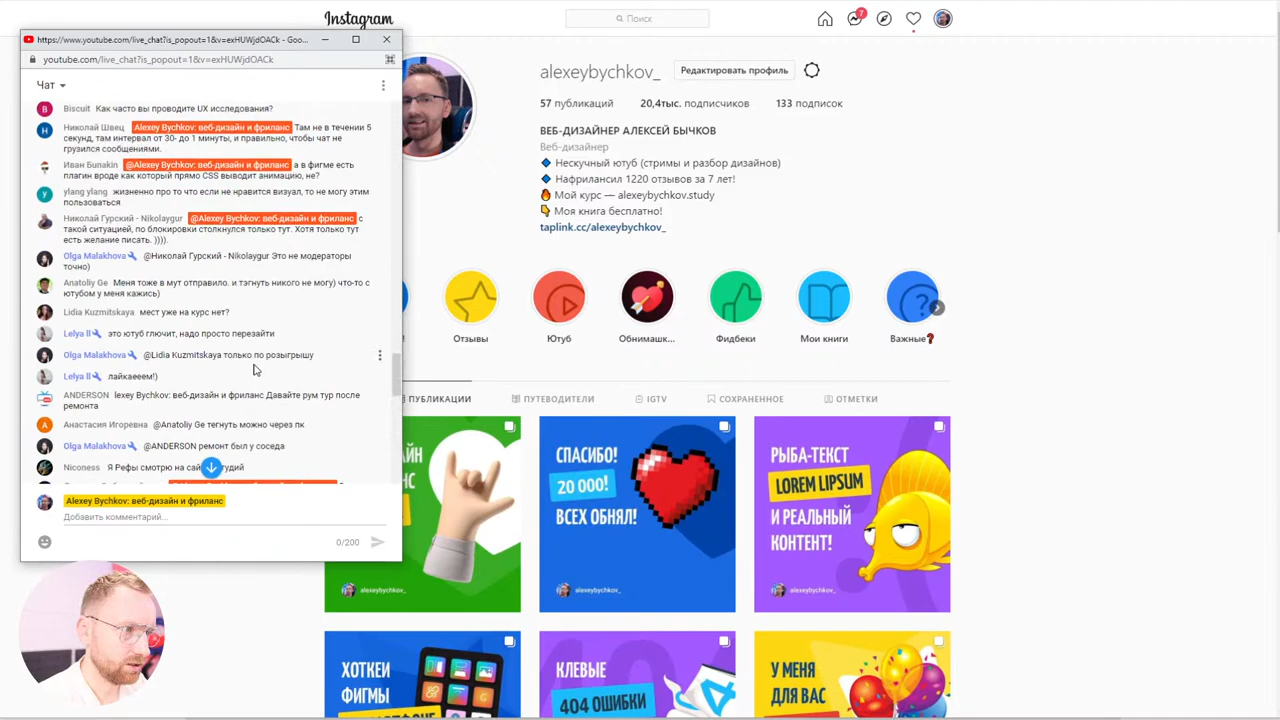 Instagram
Поиск
7
https://www.youtube.com/live_chat?is_popout=1&v=exHUWjdOACk - Goo...
youtube.com/live_chat?is_popout=1&v=exHUWjdOACk
Чат
Biscuit Как часто вы проводите UX исследования?
Николай Швец @Alexey Bychkov: веб-дизайн и фриланс Там не в течении 5
секунд, там интервал от 30- до 1 минуты, и правильно, чтобы чат не
грузился сообщениями.
Иван Бипakin @Alexey Bychkov: веб-дизайн и фриланс а в фигме есть
плагин вроде как который прямо CSS выводит анимацию, не?
ylang ylang жизненно про то что если не нравится визуал, то не могу этим
пользоваться
Николай Гурский - Nikolaygur @Alexey Bychkov: веб-дизайн и фриланс с
такой ситуацией, по блокировки столкнулся только тут. Хотя только тут
есть желание писать. )))).
Olga Malakhova @Николай Гурский - Nikolaygur Это не модераторы
точно)
Anatoliy Ge Меня тоже в мут отправило. и тэгнуть никого не могу) что-то с
ютубом у меня кажись)
Lidia Kuzmitskaya мест уже на курс нет?
Lelya ll это ютуб глючит, надо просто перезайти
Olga Malakhova @Lidia Kuzmitskaya только по розыгрышу
Lelya ll лайкаееем!)
ANDERSON lexey Bychkov: веб-дизайн и фриланс Давайте рум тур после
ремонта
Анастасия Игоревна @Anatoliy Ge тегнуть можно через пк
Olga Malakhova @ANDERSON ремонт был у соседа
Niconess Я Рефы смотрю на сай тудий
Alexey Bychkov: веб-дизайн и фриланс
Добавить комментарий...
0/200
alexeybychkov_
Редактировать профиль
57 публикаций 20,4тыс. подписчиков 133 подписок
ВЕБ-ДИЗАЙНЕР АЛЕКСЕЙ БЫЧКОВ
Веб-дизайнер
Нескучный ютуб (стримы и разбор дизайнов)
Нафрилансил 1220 отзывов за 7 лет!
Мой курс — alexeybychkov.study
Моя книга бесплатно!
taplink.cc/alexeybychkov_
Отзывы Ютуб Обнимашк... Фидбеки Мои книги Важные❓
ПУБЛИКАЦИИ ПУТЕВОДИТЕЛИ IGTV СОХРАНЕННОЕ ОТМЕТКИ
СПАСИБО!
20 000!
ВСЕХ ОБНЯЛ!
alexeybychkov_
РЫБА-ТЕКСТ
LOREM IPSUM
И РЕАЛЬНЫЙ
КОНТЕНТ!
alexeybychkov_
alexeybychkov_
ХОТКЕИ
ФИГМЫ
КЛЕВЫЕ
404 ОШИБКИ
У МЕНЯ
ДЛЯ ВАС